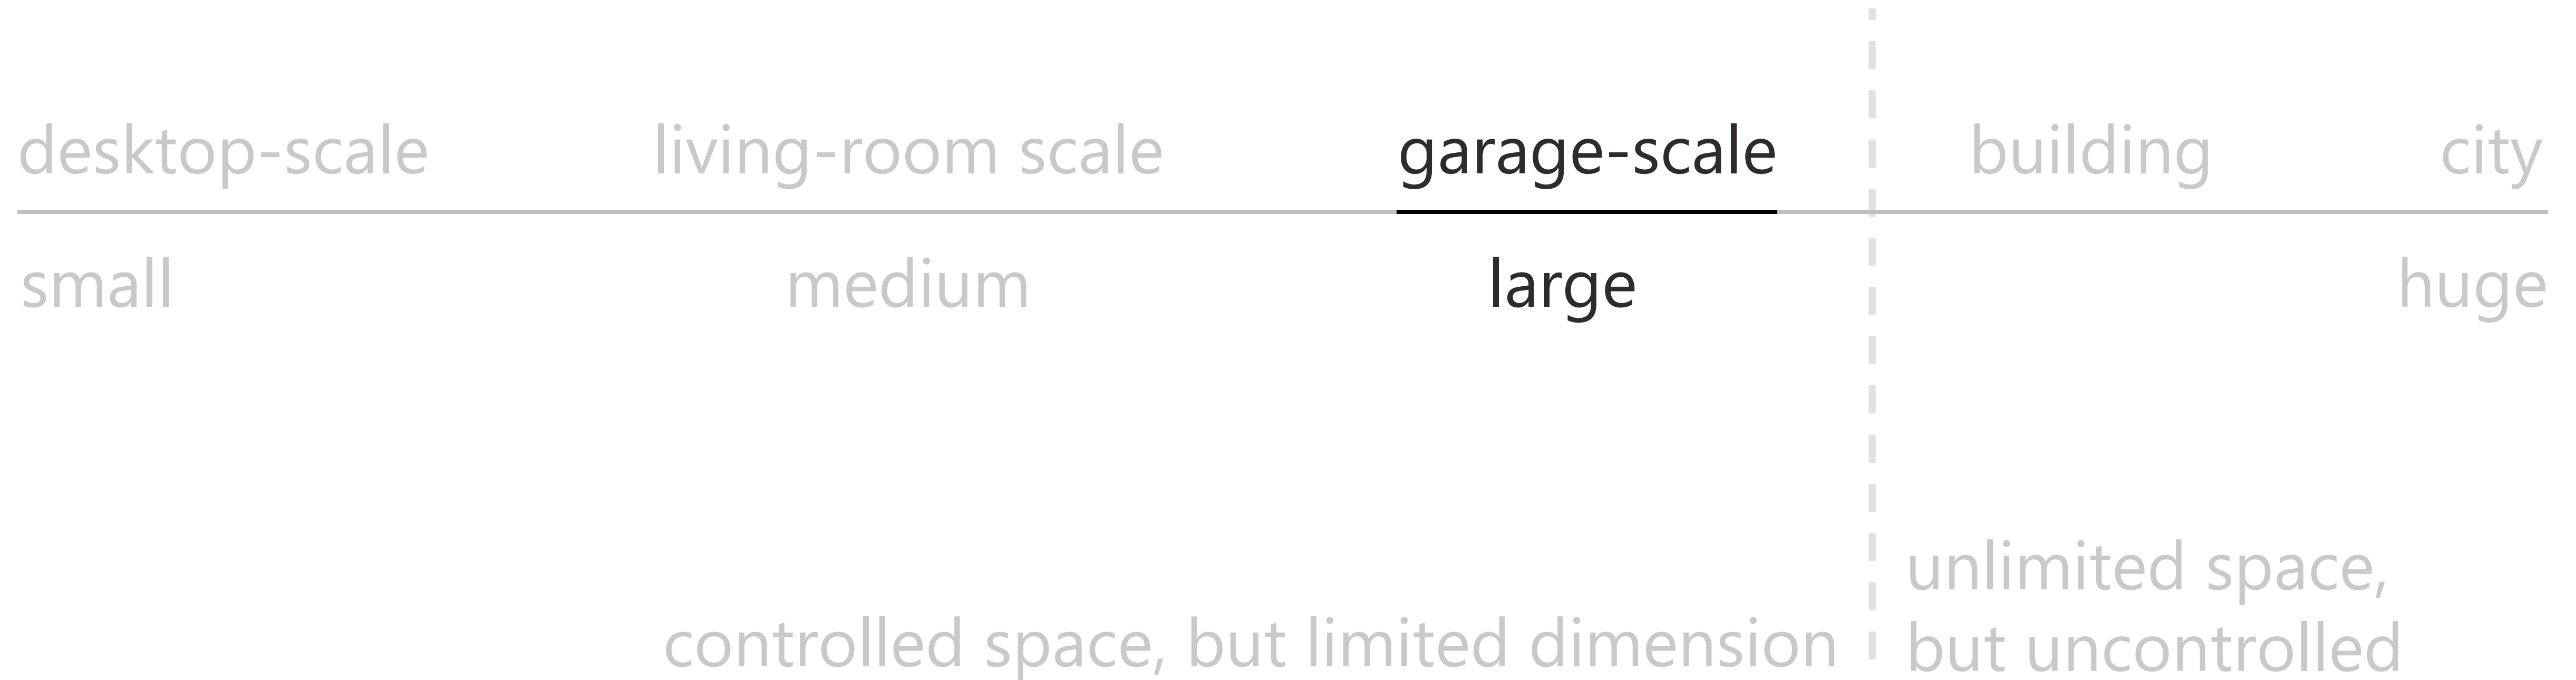 desktop-scale living-room scale garage-scale building city
small medium large huge
unlimited space,
controlled space, but limited dimension
but uncontrolled